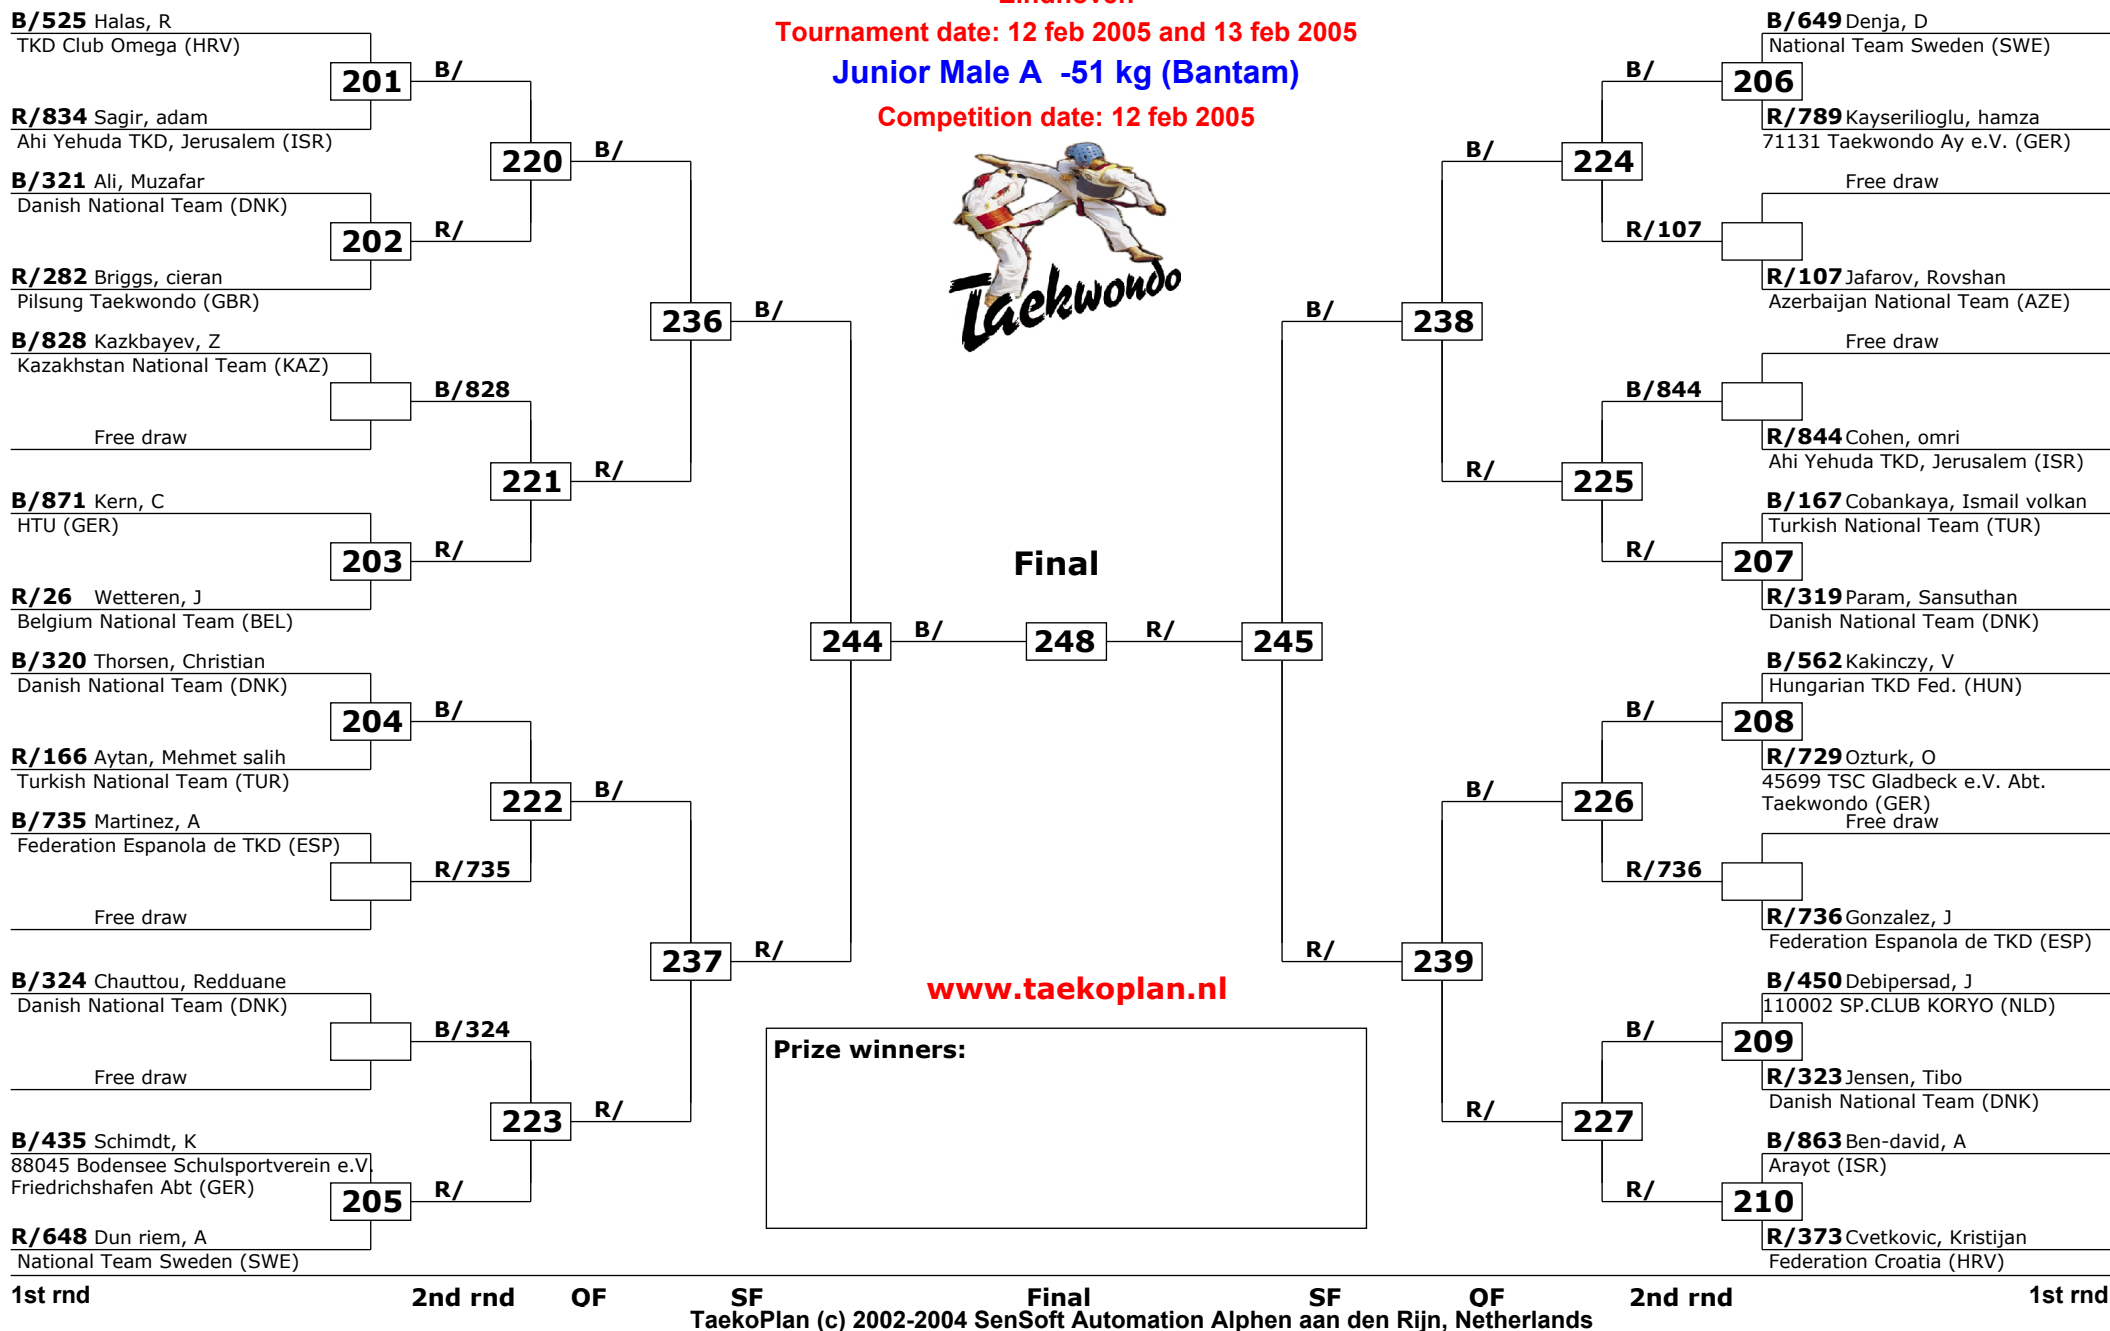 Eindhoven
Tournament date: 12 feb 2005 and 13 feb 2005
Junior Male A -51 kg (Bantam)
Competition date: 12 feb 2005
Taekwondo
B/525 Halas, R
TKD Club Omega (HRV)
201
B/
R/834 Sagir, adam
Ahi Yehuda TKD, Jerusalem (ISR)
220
B/
B/321 Ali, Muzafar
Danish National Team (DNK)
202
R/
R/282 Briggs, cieran
Pilsung Taekwondo (GBR)
236
B/
B/828 Kazkbayev, Z
Kazakhstan National Team (KAZ)
B/828
Free draw
221
R/
B/871 Kern, C
HTU (GER)
203
R/
R/26 Wetteren, J
Belgium National Team (BEL)
244
B/
B/320 Thorsen, Christian
Danish National Team (DNK)
204
B/
R/166 Aytan, Mehmet salih
Turkish National Team (TUR)
222
B/
B/735 Martinez, A
Federation Espanola de TKD (ESP)
R/735
Free draw
237
R/
B/324 Chauttou, Redduane
Danish National Team (DNK)
B/324
Free draw
223
R/
B/435 Schimdt, K
88045 Bodensee Schulsportverein e.V.
Friedrichshafen Abt (GER)
205
R/
R/648 Dun riem, A
National Team Sweden (SWE)
Final
248
R/
245
B/649 Denja, D
National Team Sweden (SWE)
B/
206
R/789 Kayserilioglu, hamza
71131 Taekwondo Ay e.V. (GER)
B/
224
Free draw
R/107
R/107 Jafarov, Rovshan
Azerbaijan National Team (AZE)
B/
238
Free draw
B/844
R/844 Cohen, omri
Ahi Yehuda TKD, Jerusalem (ISR)
R/
225
B/167 Cobankaya, Ismail volkan
Turkish National Team (TUR)
R/
207
R/319 Param, Sansuthan
Danish National Team (DNK)
B/562 Kakinczy, V
Hungarian TKD Fed. (HUN)
B/
208
R/729 Ozturk, O
45699 TSC Gladbeck e.V. Abt.
Taekwondo (GER)
B/
226
Free draw
R/736
R/736 Gonzalez, J
Federation Espanola de TKD (ESP)
R/
239
B/450 Debipersad, J
110002 SP.CLUB KORYO (NLD)
B/
209
R/323 Jensen, Tibo
Danish National Team (DNK)
R/
227
B/863 Ben-david, A
Arayot (ISR)
R/
210
R/373 Cvetkovic, Kristijan
Federation Croatia (HRV)
www.taekoplan.nl
Prize winners:
1st rnd 2nd rnd QF SF Final SF QF 2nd rnd 1st rnd
TaekoPlan (c) 2002-2004 SenSoft Automation Alphen aan den Rijn, Netherlands